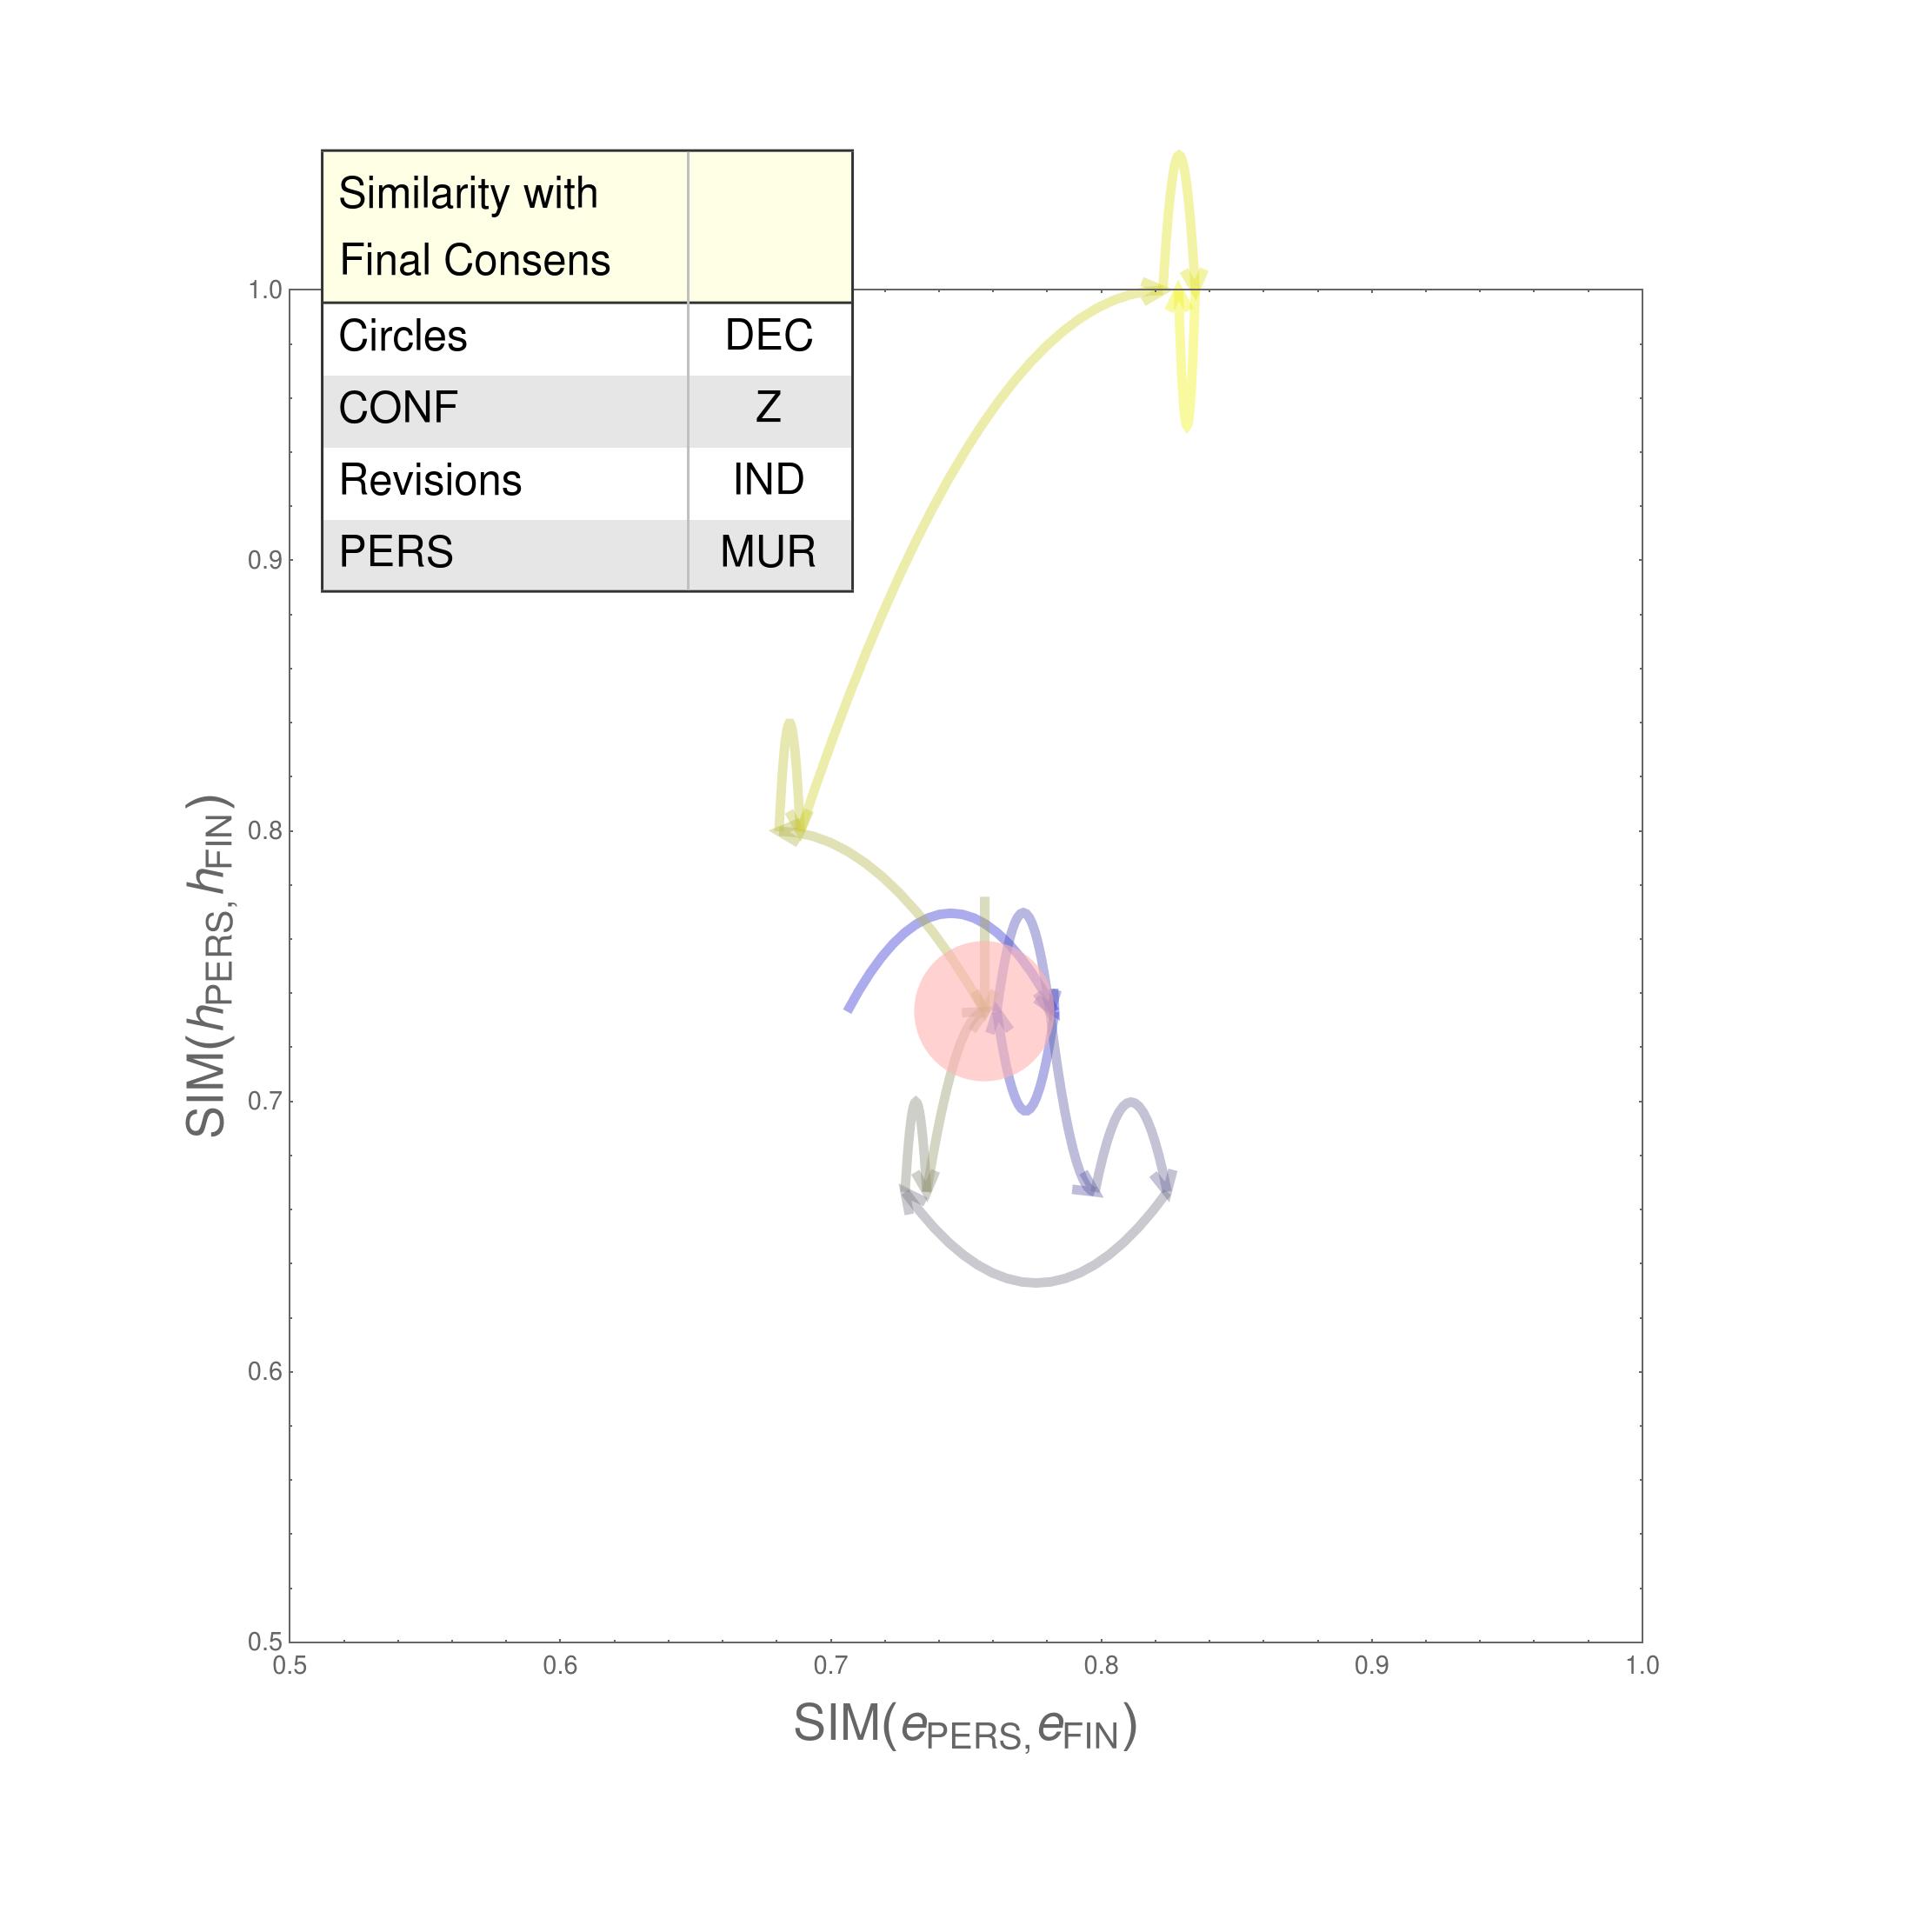 Similarity with
Final Consens
Circles DEC
CONF Z
Revisions IND
PERS MUR
1.0
0.9
0.8
0.7
0.6
0.5
SIM(hPERS, hFIN)
0.5 0.6 0.7 0.8 0.9 1.0
SIM(ePERS, eFIN)